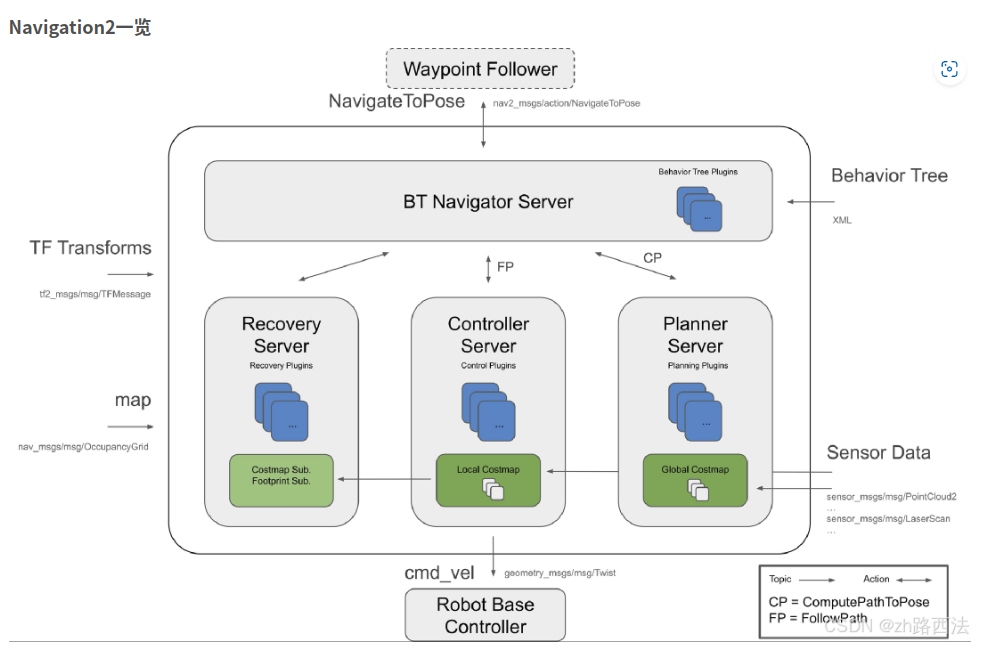 Navigation2一览
Waypoint Follower
NavigateToPose
nav2_msgs/action/NavigateToPose
Behavior Tree Plugins
BT Navigator Server
...
Behavior Tree
XML
TF Transforms
tf2_msgs/msg/TFMessage
FP
CP
Recovery
Server
Recovery Plugins
...
Controller
Server
Control Plugins
...
Planner
Server
Planning Plugins
...
map
nav_msgs/msg/OccupancyGrid
Costmap Sub.
Footprint Sub.
Local Costmap
Global Costmap
Sensor Data
sensor_msgs/msg/PointCloud2
...
sensor_msgs/msg/LaserScan
...
cmd_vel
geometry_msgs/msg/Twist
Robot Base
Controller
Topic
Action
CP = ComputePathToPose
FP = FollowPath
CSDN @zh路西法